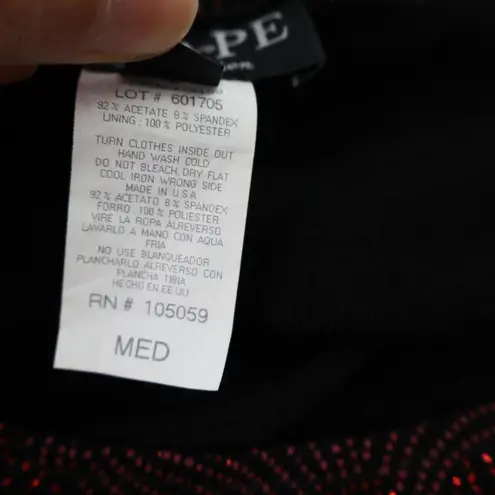 PE
LOT # 601705
92% ACETATE 8% SPANDEX
LINING : 100% POLYESTER
TURN CLOTHES INSIDE OUT
HAND WASH COLD
DO NOT BLEACH, DRY FLAT
COOL IRON WRONG SIDE
MADE IN U.S.A
92% ACETATO 8% SPANDEX
FORRO : 100% POLIESTER
VIRE LA ROPA ALREVERSO
LAVARLO A MANO CON AQUA
FRIA
NO USE BLANQUEADOR
PLANCHARLO ALREVERSO CON
PLANCHA TIBIA
HECHO EN EE.UU
RN # 105059
MED